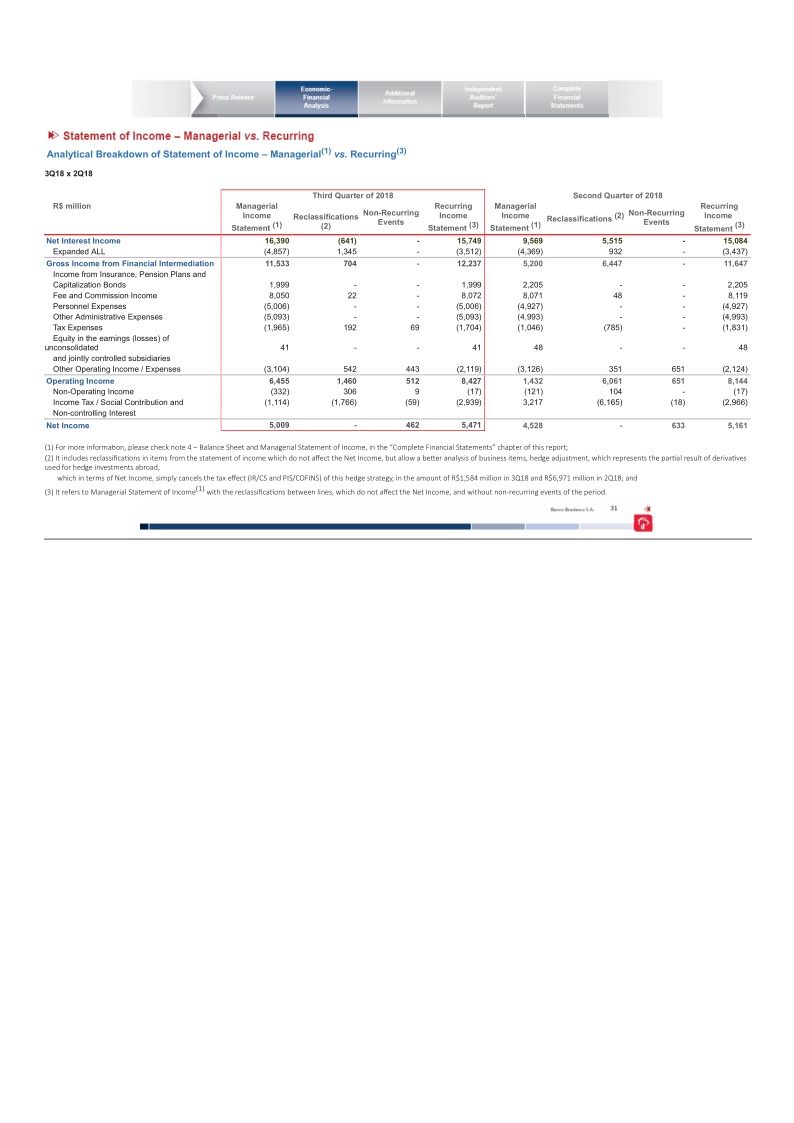 Press Release
Economic-
Financial
Analysis
Additional
Information
Independent
Auditors'
Report
Complete
Financial
Statements
Statement of Income – Managerial vs. Recurring
Analytical Breakdown of Statement of Income – Managerial(1) vs. Recurring(3)
3Q18 x 2Q18
Third Quarter of 2018 Second Quarter of 2018
R$ million Managerial Income Statement (1) Reclassifications (2) Non-Recurring Events Recurring Income Statement (3) Managerial Income Statement (1) Reclassifications (2) Non-Recurring Events Recurring Income Statement (3)
Net Interest Income 16,390 (641) - 15,749 9,569 5,515 - 15,084
Expanded ALL (4,857) 1,345 - (3,512) (4,369) 932 - (3,437)
Gross Income from Financial Intermediation 11,533 704 - 12,237 5,200 6,447 - 11,647
Income from Insurance, Pension Plans and
Capitalization Bonds 1,999 - - 1,999 2,205 - - 2,205
Fee and Commission Income 8,050 22 - 8,072 8,071 48 - 8,119
Personnel Expenses (5,006) - - (5,006) (4,927) - - (4,927)
Other Administrative Expenses (5,093) - - (5,093) (4,993) - - (4,993)
Tax Expenses (1,965) 192 69 (1,704) (1,046) (785) - (1,831)
Equity in the earnings (losses) of
unconsolidated 41 - - 41 48 - - 48
and jointly controlled subsidiaries
Other Operating Income / Expenses (3,104) 542 443 (2,119) (3,126) 351 651 (2,124)
Operating Income 6,455 1,460 512 8,427 1,432 6,061 651 8,144
Non-Operating Income (332) 306 9 (17) (121) 104 - (17)
Income Tax / Social Contribution and (1,114) (1,766) (59) (2,939) 3,217 (6,165) (18) (2,966)
Non-controlling Interest
Net Income 5,009 - 462 5,471 4,528 - 633 5,161
(1) For more information, please check note 4 – Balance Sheet and Managerial Statement of Income, in the "Complete Financial Statements" chapter of this report;
(2) It includes reclassifications in items from the statement of income which do not affect the Net Income, but allow a better analysis of business items, hedge adjustment, which represents the partial result of derivatives
used for hedge investments abroad,
which in terms of Net Income, simply cancels the tax effect (IR/CS and PIS/COFINS) of this hedge strategy, in the amount of R$1,584 million in 3Q18 and R$6,971 million in 2Q18; and
(3) It refers to Managerial Statement of Income(1) with the reclassifications between lines, which do not affect the Net Income, and without non-recurring events of the period.
Banco Bradesco S.A. 31